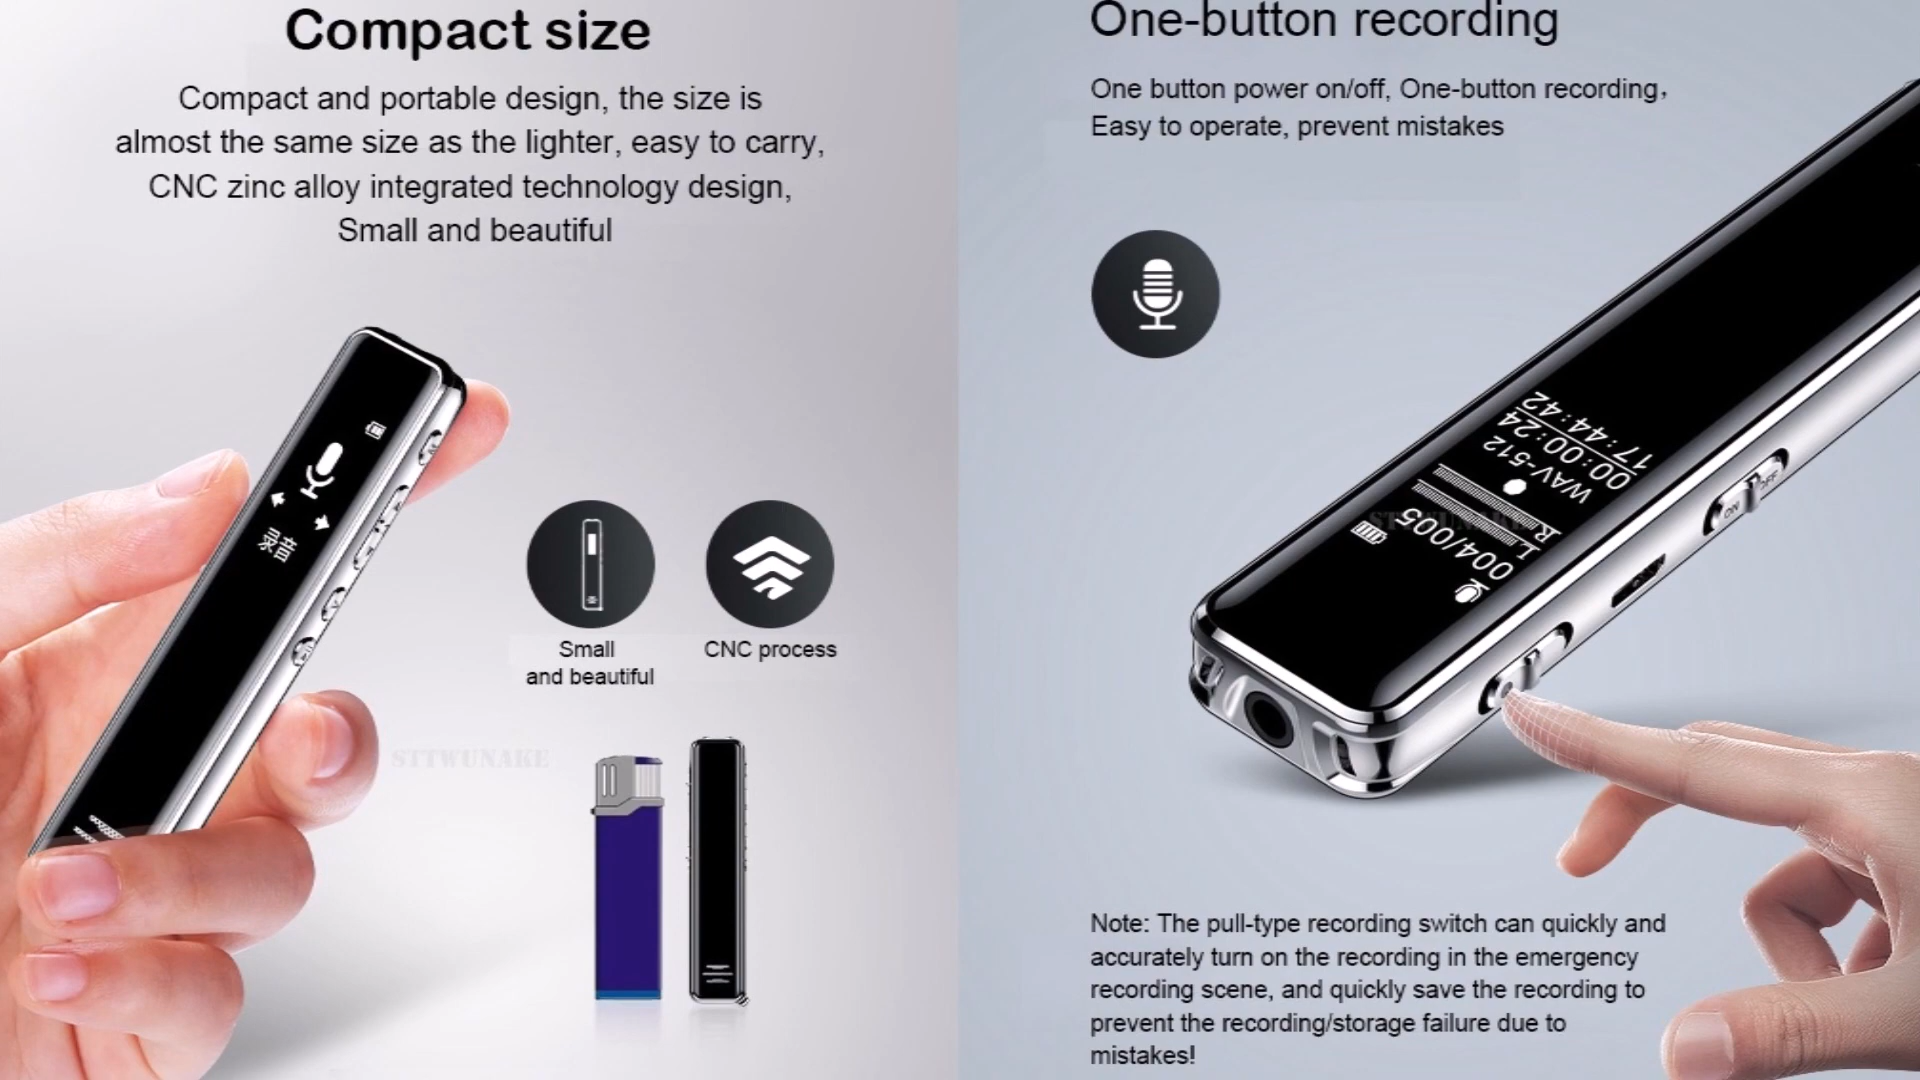 Compact size
Compact and portable design, the size is
almost the same size as the lighter, easy to carry,
CNC zinc alloy integrated technology design,
Small and beautiful
录音
Small
and beautiful
CNC process
STTWUNAKE
One-button recording
One button power on/off, One-button recording，
Easy to operate, prevent mistakes
004/005
L
R
WAV-512
00:00:24
17:44:42
ON
OFF
Note: The pull-type recording switch can quickly and
accurately turn on the recording in the emergency
recording scene, and quickly save the recording to
prevent the recording/storage failure due to
mistakes!